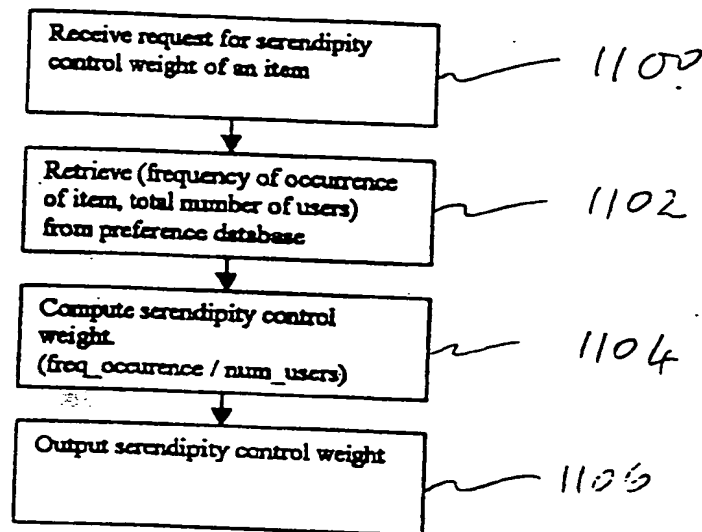 Receive request for serendipity
control weight of an item
1100
Retrieve (frequency of occurrence
of item, total number of users)
from preference database
1102
Compute serendipity control
weight.
(freq_occurence / num_users)
1104
Output serendipity control weight
1106